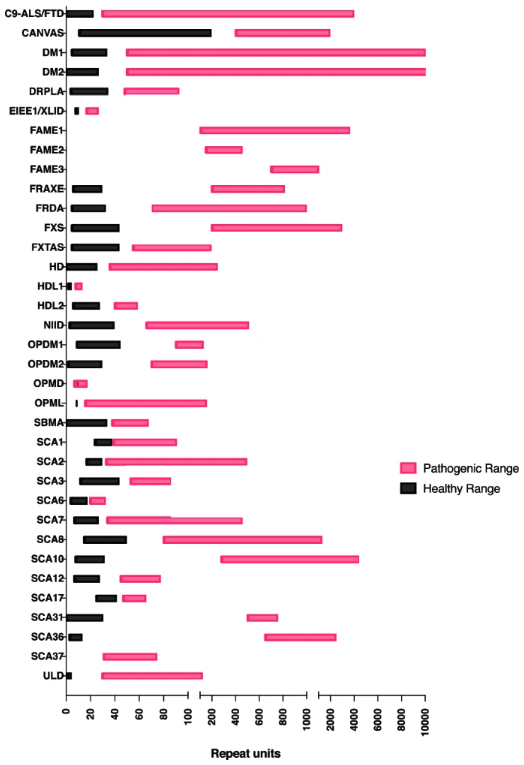 C9-ALS/FTD
CANVAS
DM1
DM2
DRPLA
EIEE1/XLID
FAME1
FAME2
FAME3
FRAXE
FRDA
FXS
FXTAS
HD
HDL1
HDL2
NIID
OPDM1
OPDM2
OPMD
OPML
SBMA
SCA1
SCA2
SCA3
SCA6
SCA7
SCA8
SCA10
SCA12
SCA17
SCA31
SCA36
SCA37
ULD
Pathogenic Range
Healthy Range
0 20 40 60 80 100 200 400 600 800 1000 2000 4000 6000 8000 10000
Repeat units